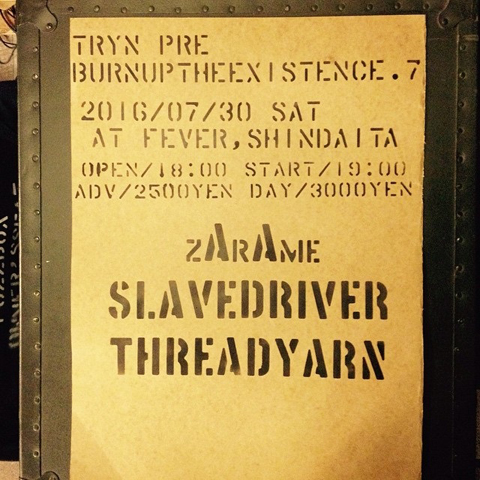 TRYN PRE
BURNUPTHEEXISTENCE.7
2016/07/30 SAT
AT FEVER,SHINDAITA
OPEN/18:00 START/19:00
ADV/2500YEN DAY/3000YEN
ZARAME
SLAVEDRIVER
THREADYARN